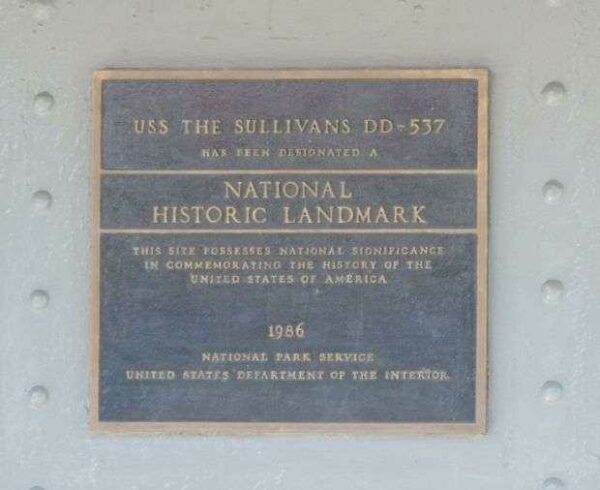 USS THE SULLIVANS DD-537
HAS BEEN DESIGNATED A
NATIONAL
HISTORIC LANDMARK
THIS SITE POSSESSES NATIONAL SIGNIFICANCE
IN COMMEMORATING THE HISTORY OF THE
UNITED STATES OF AMERICA
1986
NATIONAL PARK SERVICE
UNITED STATES DEPARTMENT OF THE INTERIOR